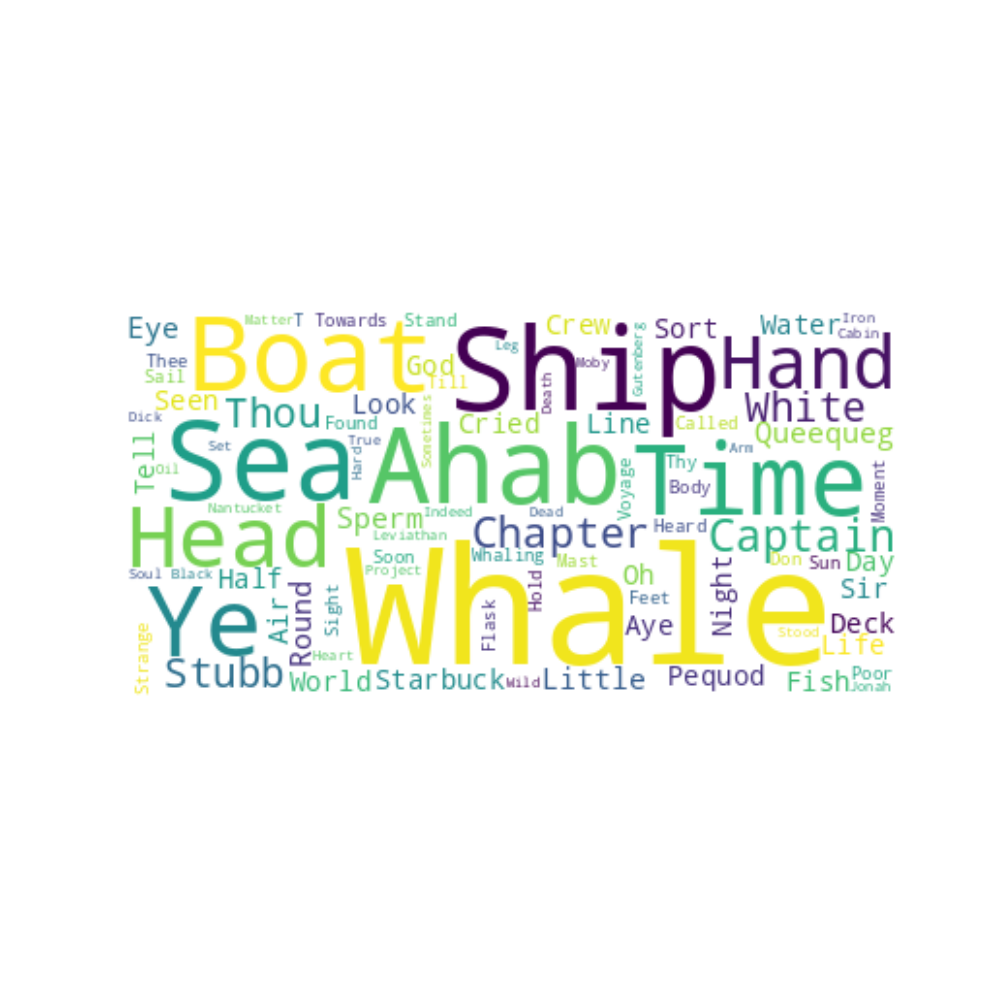 Eye
Boat
Matter
T
Towards
Stand
Ship
Crew
Sort
Water
Iron
Cabin
Hand
Thee
Sail
God
Till
Leg
Moby
Gutenberg
Death
Seen
Thou
Look
Dick
Found
Sometimes
Cried
Line
Called
White
Queequeg
Tell
Oil
Sea
Set
True
Hard
Ahab
Time
Thy
Arm
Body
Voyage
Moment
Head
Nantucket
Sperm
Indeed
Leviathan
Chapter
Dead
Heard
Captain
Soul
Black
Half
Soon
Project
Whaling
Whale
Mast
Oh
Hold
Feet
Night
Don
Sun
Day
Sir
Ye
Air
Round
Sight
Flask
Aye
Deck
Stood
Life
Strange
Stubb
Heart
World
Starbuck
Wild
Little
Pequod
Fish
Poor
Jonah